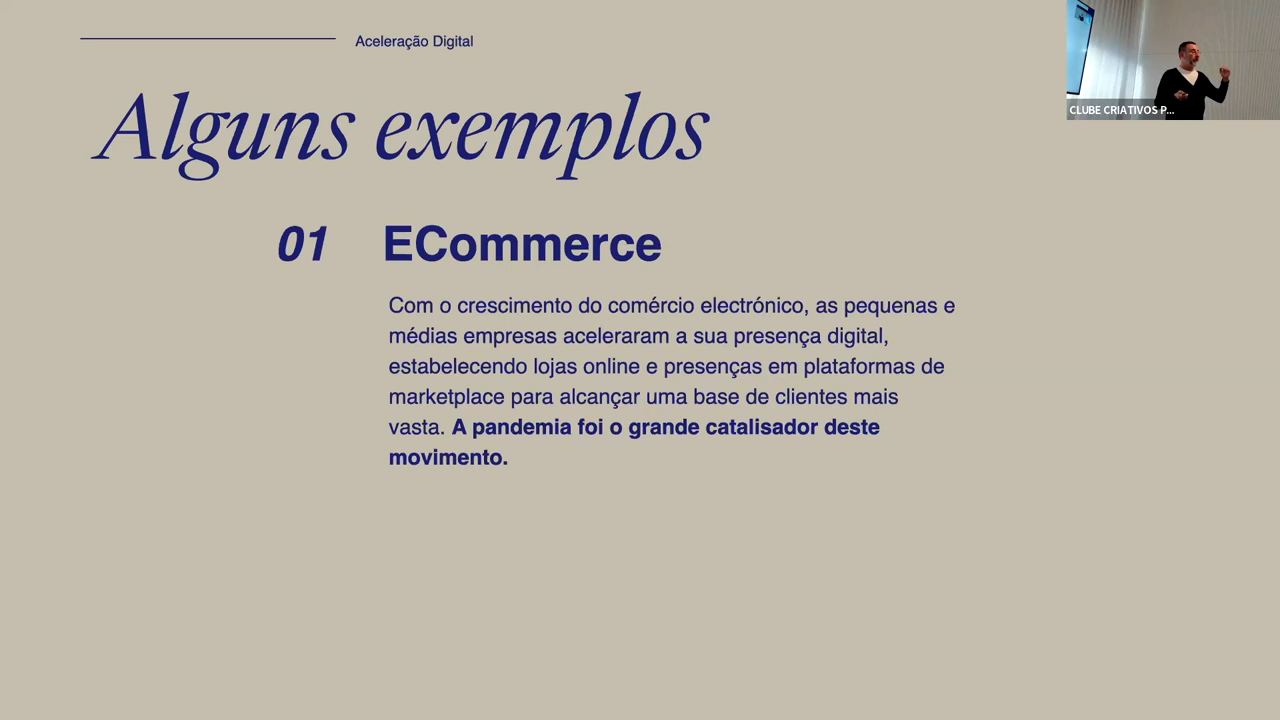 Aceleração Digital
CLUBE CRIATIVOS P...
Alguns exemplos
01 ECommerce
Com o crescimento do comércio electrónico, as pequenas e
médias empresas aceleraram a sua presença digital,
estabelecendo lojas online e presenças em plataformas de
marketplace para alcançar uma base de clientes mais
vasta. A pandemia foi o grande catalisador deste
movimento.